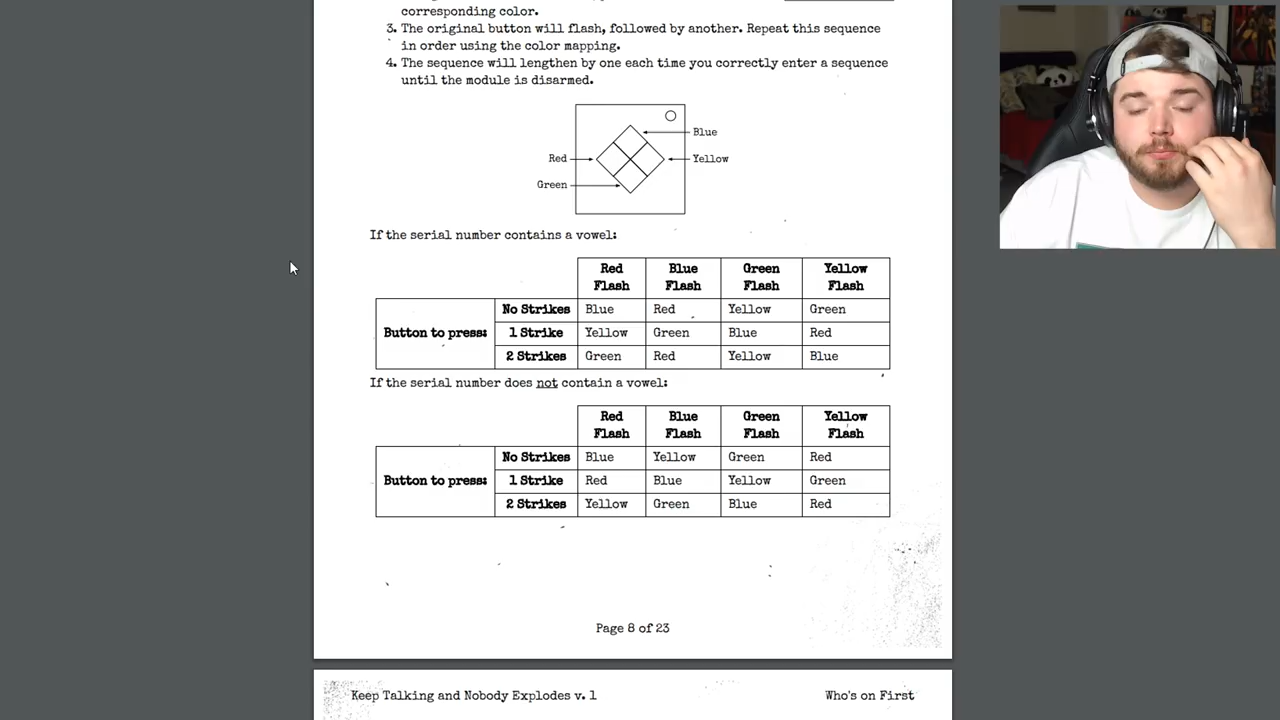 corresponding color.
3. The original button will flash, followed by another. Repeat this sequence
in order using the color mapping.
4. The sequence will lengthen by one each time you correctly enter a sequence
until the module is disarmed.
Blue
Red
Yellow
Green
If the serial number contains a vowel:
Red Flash Blue Flash Green Flash Yellow Flash
Button to press:
No Strikes Blue Red Yellow Green
1 Strike Yellow Green Blue Red
2 Strikes Green Red Yellow Blue
If the serial number does not contain a vowel:
Red Flash Blue Flash Green Flash Yellow Flash
Button to press:
No Strikes Blue Yellow Green Red
1 Strike Red Blue Yellow Green
2 Strikes Yellow Green Blue Red
Page 8 of 23
Keep Talking and Nobody Explodes v. 1
Who's on First